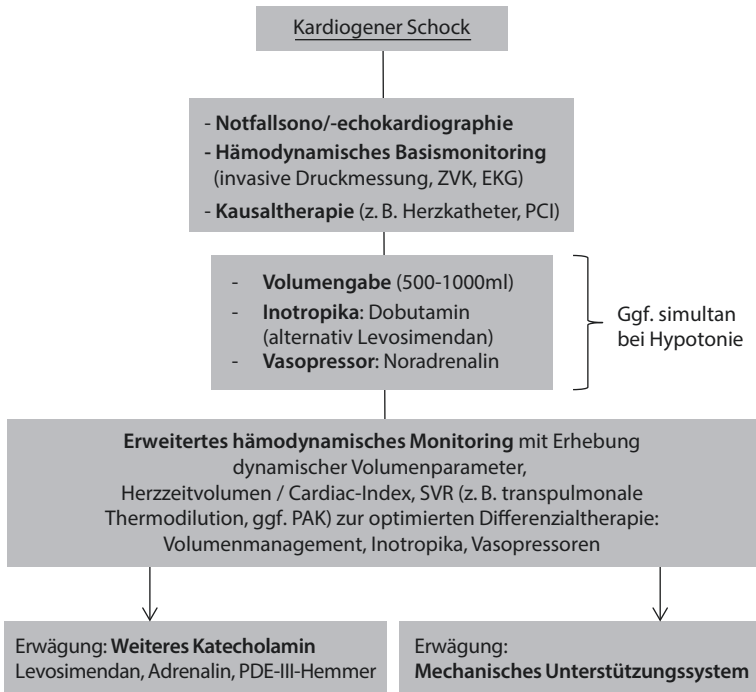 Kardiogener Schock
- Notfallsono/-echokardiographie
- Hämodynamisches Basismonitoring
(invasive Druckmessung, ZVK, EKG)
- Kausaltherapie (z. B. Herzkatheter, PCI)
- Volumengabe (500-1000ml)
- Inotropika: Dobutamin
(alternativ Levosimendan)
- Vasopressor: Noradrenalin
Ggf. simultan
bei Hypotonie
Erweitertes hämodynamisches Monitoring mit Erhebung
dynamischer Volumenparameter,
Herzzeitvolumen / Cardiac-Index, SVR (z. B. transpulmonale
Thermodilution, ggf. PAK) zur optimierten Differenzialtherapie:
Volumenmanagement, Inotropika, Vasopressoren
Erwägung: Weiteres Katecholamin
Levosimendan, Adrenalin, PDE-III-Hemmer
Erwägung:
Mechanisches Unterstützungssystem